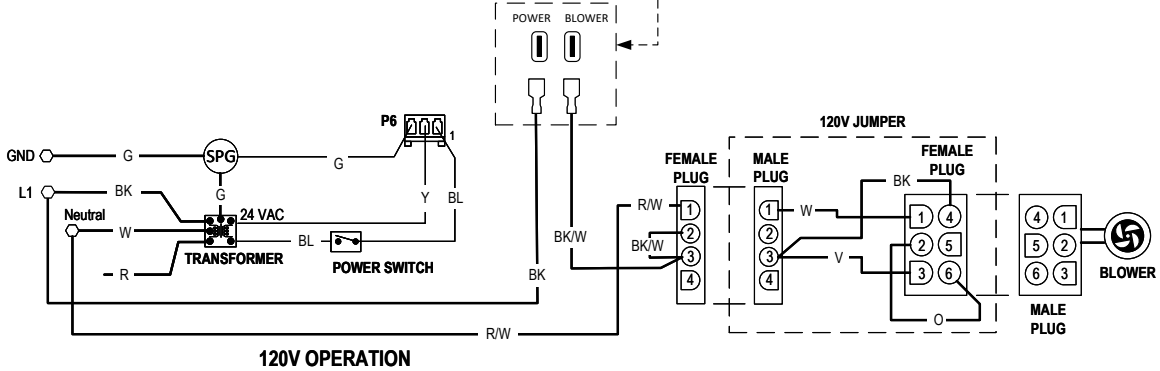 POWER BLOWER
P6
1
120V JUMPER
GND
G
SPG
G
FEMALE
PLUG
MALE
PLUG
FEMALE
PLUG
BK
L1
BK
G
Y
BL
Neutral
24 VAC
R/W
1
1
W
1
4
4
1
W
BL
BK/W
BK/W
2
3
4
2
3
4
V
2
5
3
6
5
2
6
3
TRANSFORMER
POWER SWITCH
BLOWER
R
BK
O
MALE
PLUG
R/W
120V OPERATION